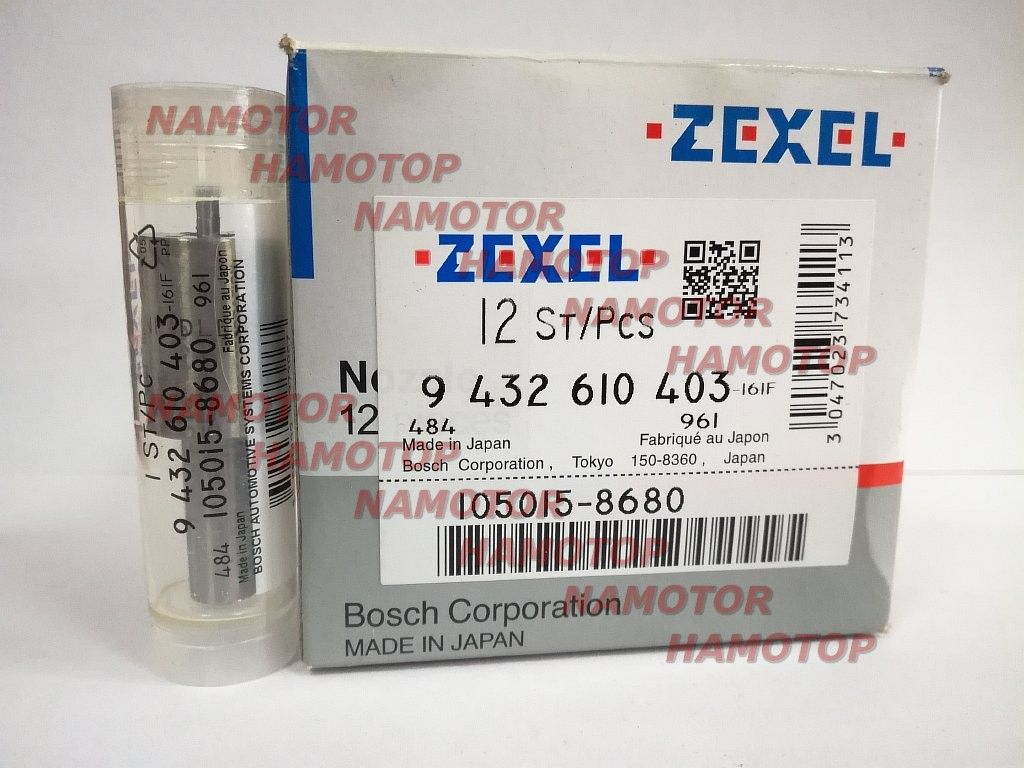 ZEXEL
ZEXEL
12 ST/PCS
9 432 610 403-161F
484 961
Made in Japan Fabriqué au Japon
Bosch Corporation, Tokyo 150-8360, Japan
105015-8680
3 047023 734113
12
Bosch Corporation
MADE IN JAPAN
1 ST/PC
9 432 610 403-161F
105015-8680 961
484
Made in Japan Fabriqué au Japon
BOSCH AUTOMOTIVE SYSTEMS CORPORATION
NAMOTOR
HAMOTOP
NAMOTOR
HAMOTOP
NAMOTOR
HAMOTOP
NAMOTOR
HAMOTOP
NAMOTOR
HAMOTOP
NAMOTOR
HAMOTOP